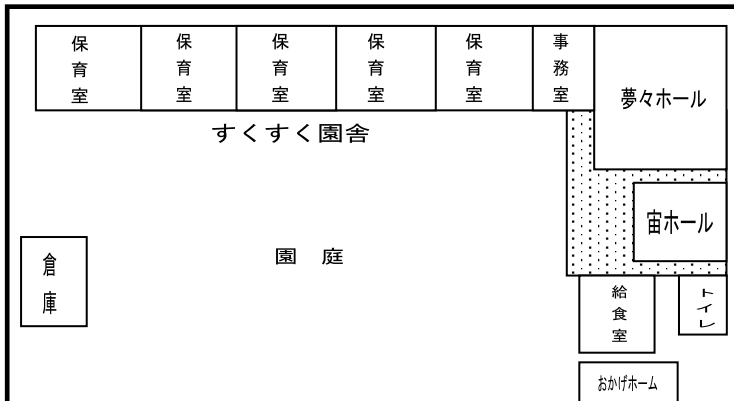 保育室
保育室
保育室
保育室
保育室
事務室
夢々ホール
すくすく園舎
宙ホール
園庭
倉庫
給食室
トイレ
おかげホーム